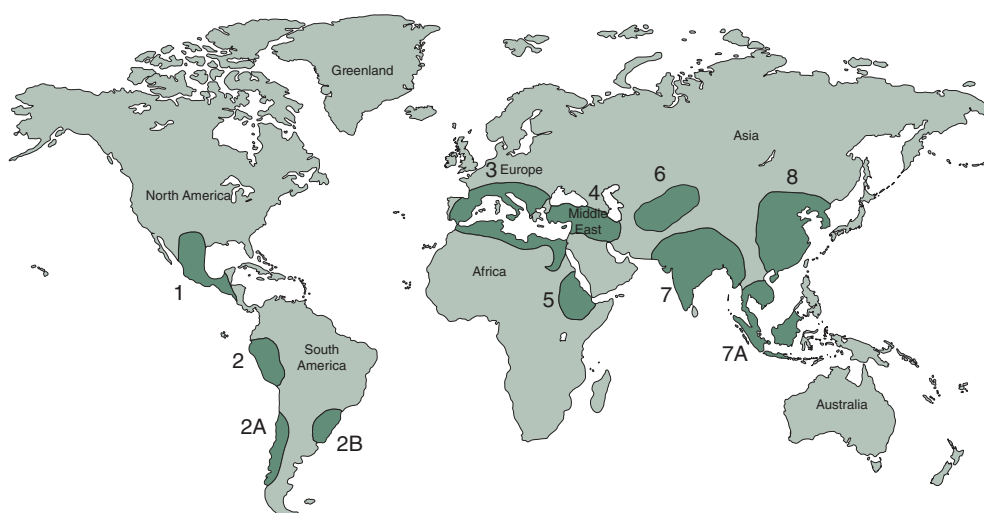 Greenland
Asia
3 Europe
6
8
North America
4
Middle
East
Africa
1
5
7
2
South
America
7A
Australia
2A
2B